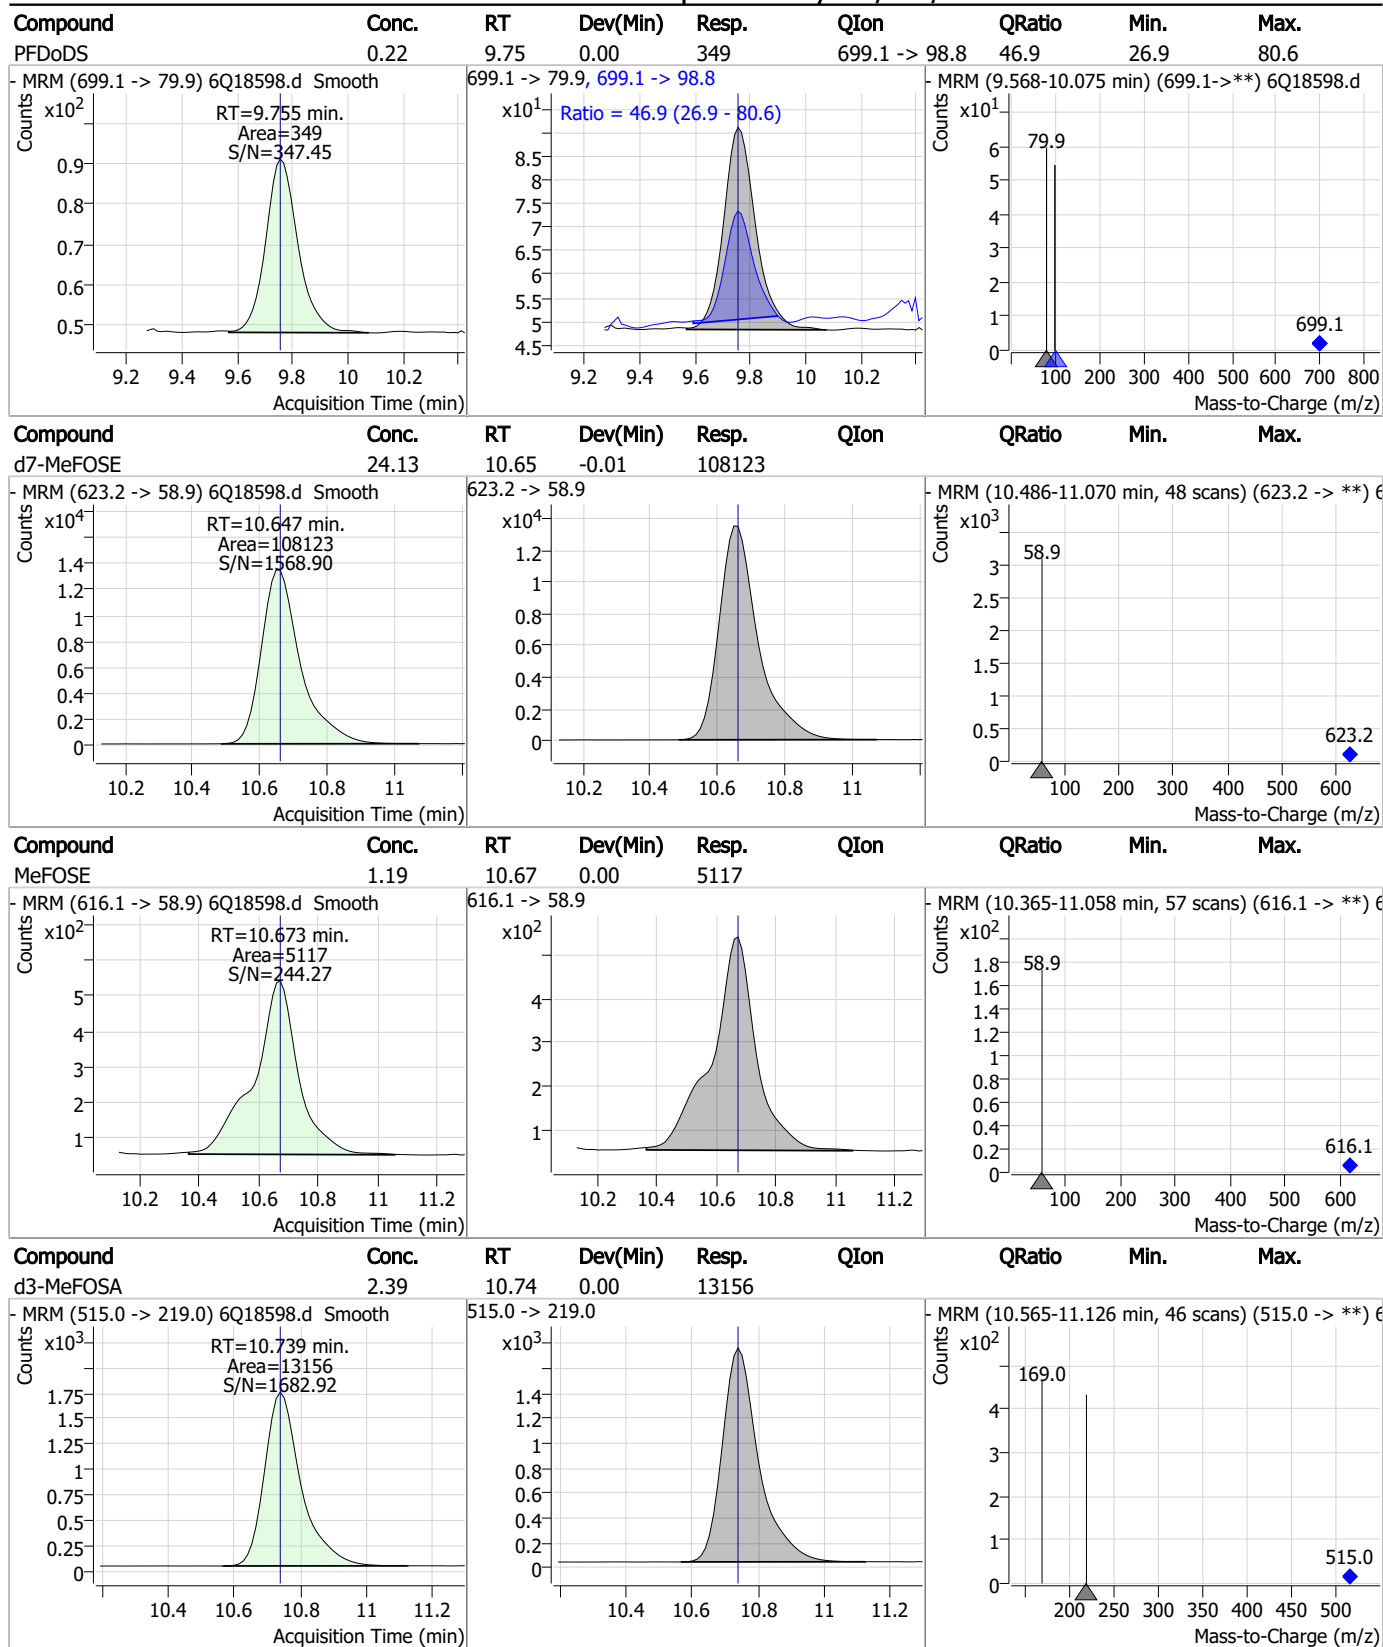 Compound Conc. RT Dev(Min) Resp. QIon QRatio Min. Max.
PFDoDS 0.22 9.75 0.00 349 699.1 -> 98.8 46.9 26.9 80.6
- MRM (699.1 -> 79.9) 6Q18598.d Smooth
Counts
x10²
RT=9.755 min.
Area=349
S/N=347.45
0.9
0.8
0.7
0.6
0.5
9.2 9.4 9.6 9.8 10 10.2
Acquisition Time (min)
699.1 -> 79.9, 699.1 -> 98.8
x10¹
Ratio = 46.9 (26.9 - 80.6)
8.5
8
7.5
7
6.5
6
5.5
5
4.5
9.2 9.4 9.6 9.8 10 10.2
- MRM (9.568-10.075 min) (699.1->**) 6Q18598.d
Counts
x10¹
79.9
6
5
4
3
2
1
0
699.1
100 200 300 400 500 600 700 800
Mass-to-Charge (m/z)
Compound Conc. RT Dev(Min) Resp. QIon QRatio Min. Max.
d7-MeFOSE 24.13 10.65 -0.01 108123
- MRM (623.2 -> 58.9) 6Q18598.d Smooth
Counts
x10⁴
RT=10.647 min.
Area=108123
S/N=1568.90
1.4
1.2
1
0.8
0.6
0.4
0.2
0
10.2 10.4 10.6 10.8 11
Acquisition Time (min)
623.2 -> 58.9
x10⁴
1.2
1
0.8
0.6
0.4
0.2
0
10.2 10.4 10.6 10.8 11
- MRM (10.486-11.070 min, 48 scans) (623.2 -> **) 6
Counts
x10³
58.9
3
2.5
2
1.5
1
0.5
0
623.2
100 200 300 400 500 600
Mass-to-Charge (m/z)
Compound Conc. RT Dev(Min) Resp. QIon QRatio Min. Max.
MeFOSE 1.19 10.67 0.00 5117
- MRM (616.1 -> 58.9) 6Q18598.d Smooth
Counts
x10²
RT=10.673 min.
Area=5117
S/N=244.27
5
4
3
2
1
10.2 10.4 10.6 10.8 11 11.2
Acquisition Time (min)
616.1 -> 58.9
x10²
4
3
2
1
10.2 10.4 10.6 10.8 11 11.2
- MRM (10.365-11.058 min, 57 scans) (616.1 -> **) 6
Counts
x10²
58.9
1.8
1.6
1.4
1.2
1
0.8
0.6
0.4
0.2
0
616.1
100 200 300 400 500 600
Mass-to-Charge (m/z)
Compound Conc. RT Dev(Min) Resp. QIon QRatio Min. Max.
d3-MeFOSA 2.39 10.74 0.00 13156
- MRM (515.0 -> 219.0) 6Q18598.d Smooth
Counts
x10³
RT=10.739 min.
Area=13156
S/N=1682.92
1.75
1.5
1.25
1
0.75
0.5
0.25
0
10.4 10.6 10.8 11 11.2
Acquisition Time (min)
515.0 -> 219.0
x10³
1.4
1.2
1
0.8
0.6
0.4
0.2
0
10.4 10.6 10.8 11 11.2
- MRM (10.565-11.126 min, 46 scans) (515.0 -> **) 6
Counts
x10²
169.0
4
3
2
1
0
515.0
200 250 300 350 400 450 500
Mass-to-Charge (m/z)